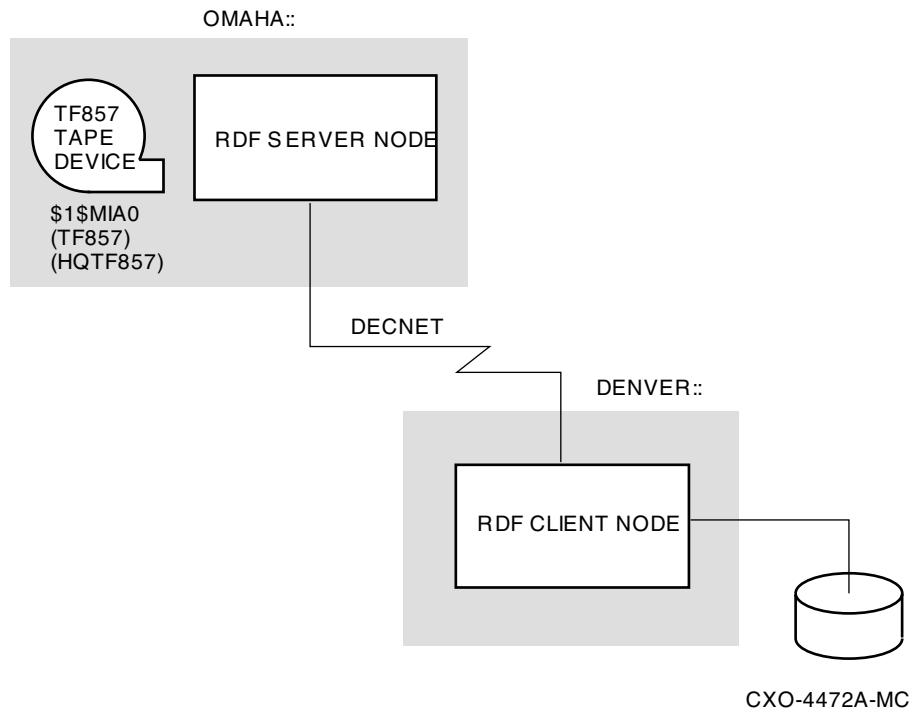 OMAHA::
TF857
TAPE
DEVICE
RDF SERVER NODE
$1$MIA0
(TF857)
(HQTF857)
DECNET
DENVER::
RDF CLIENT NODE
CXO-4472A-MC